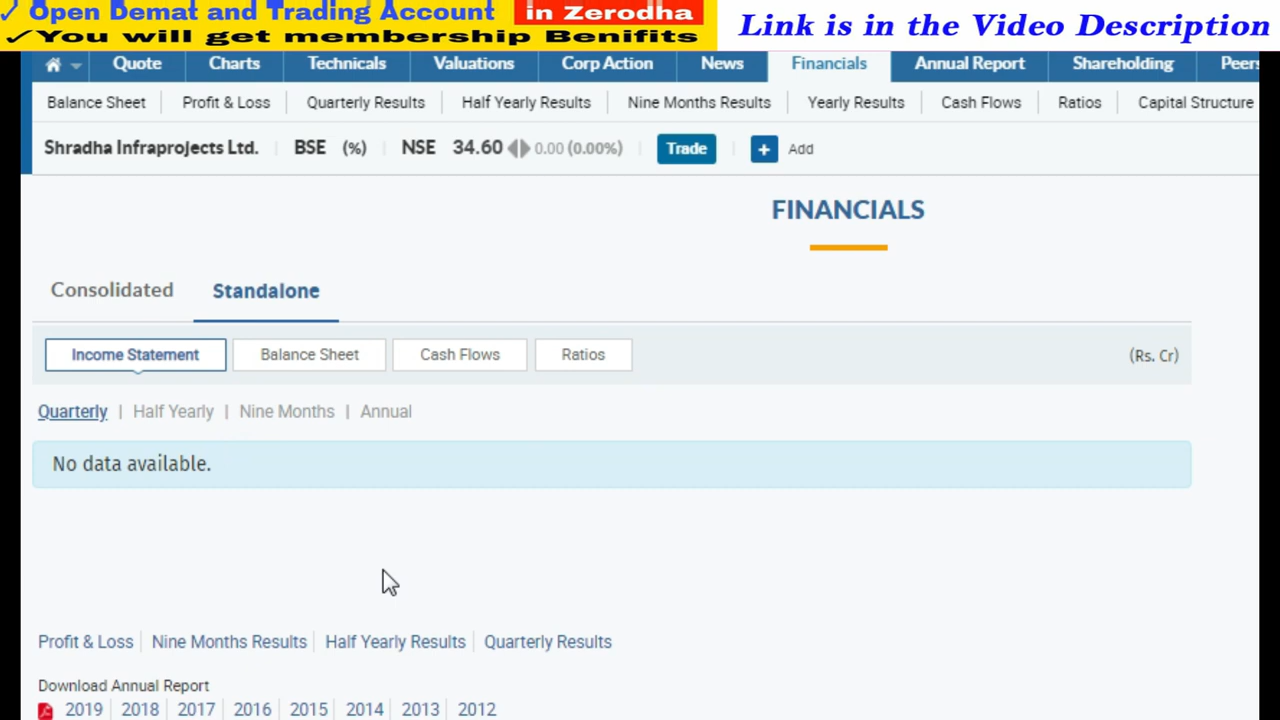 ✓ Open Demat and Trading Account in Zerodha
✓You will get membership Benifits
Link is in the Video Description
Quote Charts Technicals Valuations Corp Action News Financials Annual Report Shareholding Peers
Balance Sheet Profit & Loss Quarterly Results Half Yearly Results Nine Months Results Yearly Results Cash Flows Ratios Capital Structure
Shradha Infraprojects Ltd. BSE (%) NSE 34.60 0.00 (0.00%) Trade + Add
FINANCIALS
Consolidated Standalone
Income Statement Balance Sheet Cash Flows Ratios (Rs. Cr)
Quarterly | Half Yearly | Nine Months | Annual
No data available.
Profit & Loss Nine Months Results Half Yearly Results Quarterly Results
Download Annual Report
2019 2018 2017 2016 2015 2014 2013 2012